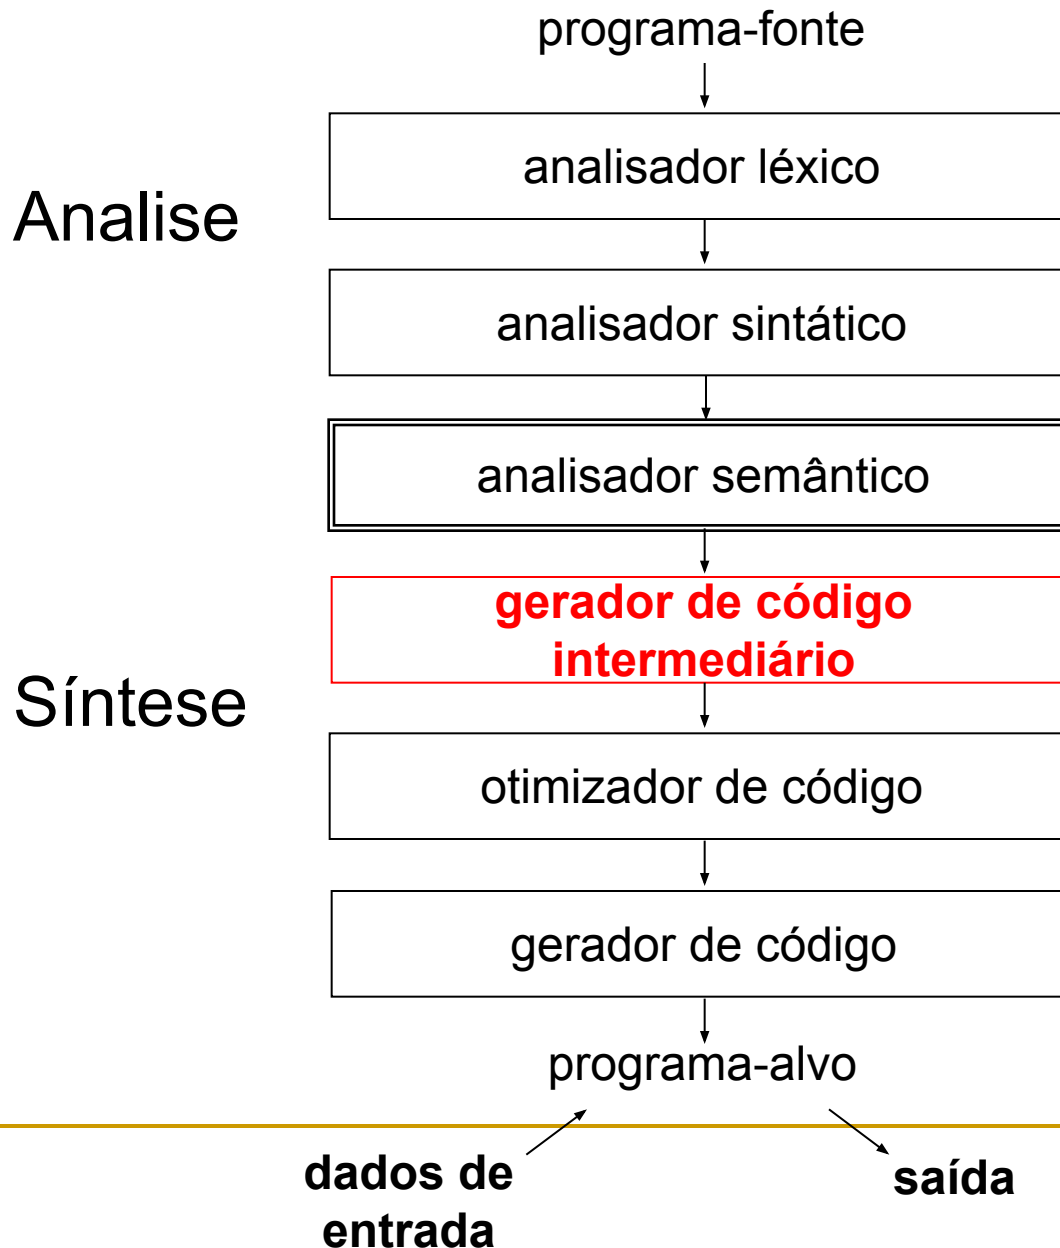 programa-fonte
analisador léxico
Analise
analisador sintático
analisador semântico
gerador de código
intermediário
Síntese
otimizador de código
gerador de código
programa-alvo
dados de
entrada
saída